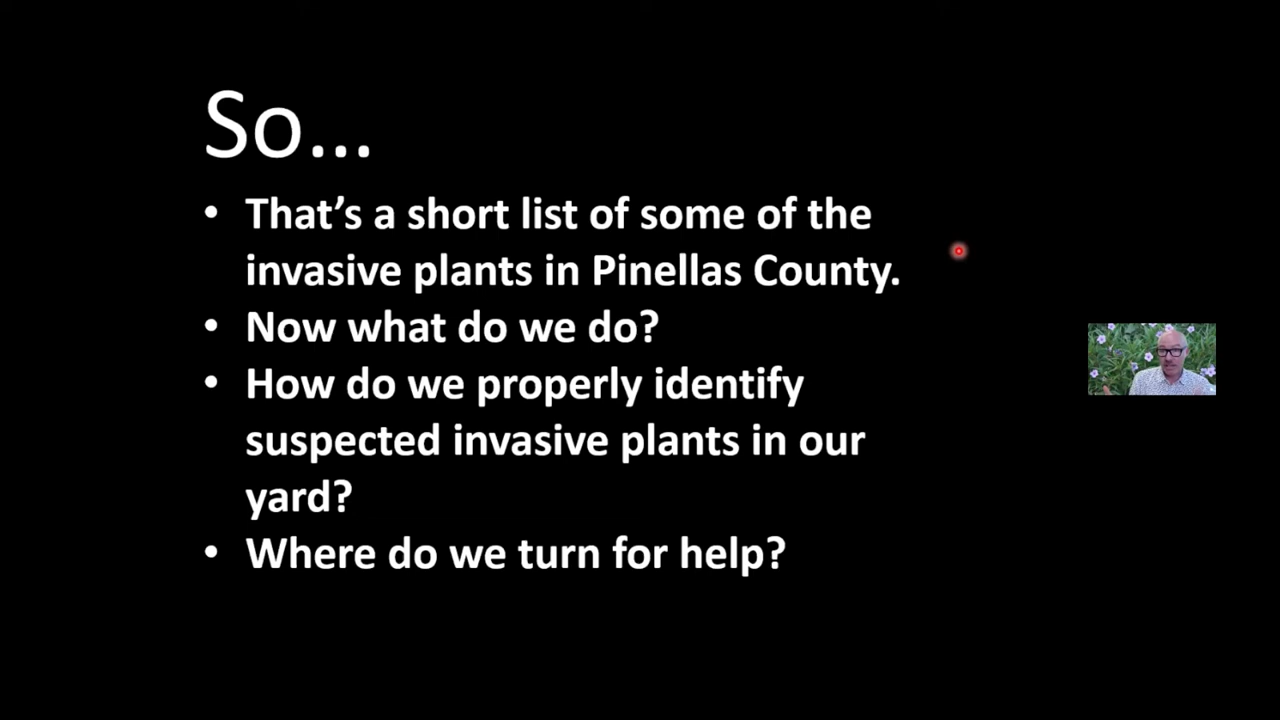 So…
• That’s a short list of some of the
invasive plants in Pinellas County.
• Now what do we do?
• How do we properly identify
suspected invasive plants in our
yard?
• Where do we turn for help?